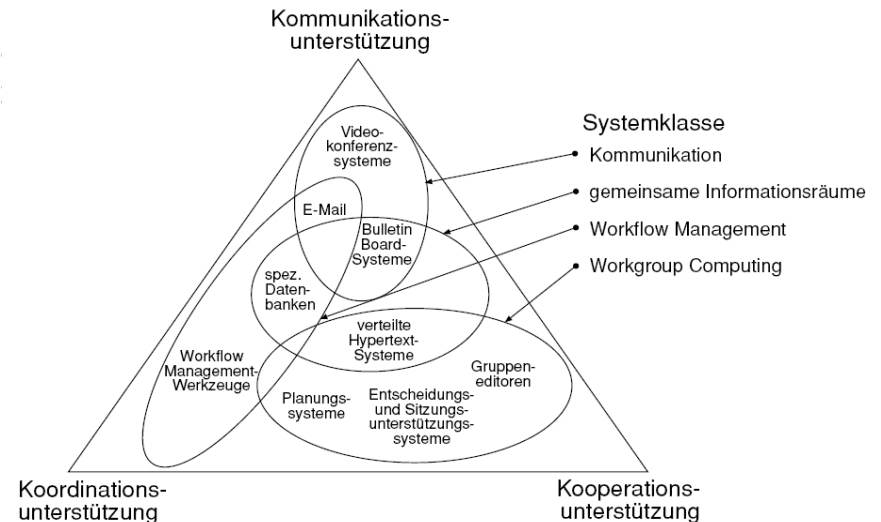 Kommunikations-
unterstützung
Systemklasse
Kommunikation
gemeinsame Informationsräume
Workflow Management
Workgroup Computing
Video-
konferenz-
systeme
E-Mail
Bulletin
Board-
Systeme
spez.
Daten-
banken
verteilte
Hypertext-
Systeme
Workflow
Management-
Werkzeuge
Gruppen-
editoren
Planungs-
systeme
Entscheidungs-
und Sitzungs-
unterstützungs-
systeme
Koordinations-
unterstützung
Kooperations-
unterstützung